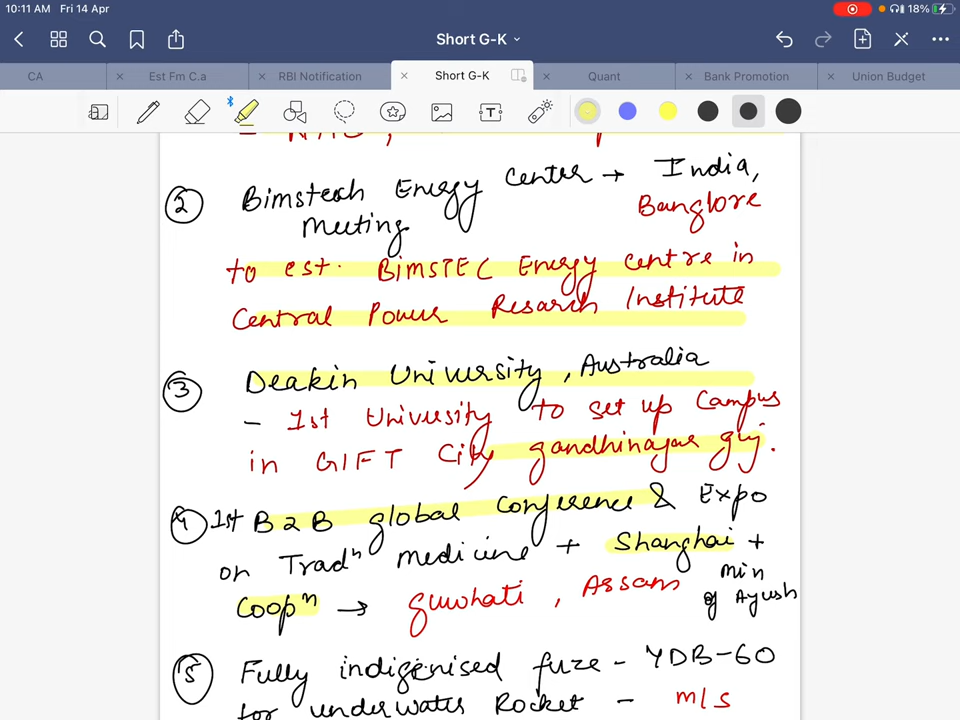 10:11 AM Fri 14 Apr 18%
Short G-K
CA Est Fm C.a RBI Notification Short G-K Quant Bank Promotion Union Budget
② Bimstech Energy Center → India,
Meeting Banglore
to est. BIMSTEC Energy centre in
Central Power Resarch Institute
③ Deakin University, Australia
- 1st University to set up Campus
in GIFT City gandhinagar guj.
④ 1st B2B global Conference & Expo
on Tradⁿ medicine + Shanghai +
Coopⁿ → guwhati, Assam min of Ayush
⑤ Fully indigenised fuze - YDB-60
for underwater Rocket - M/S